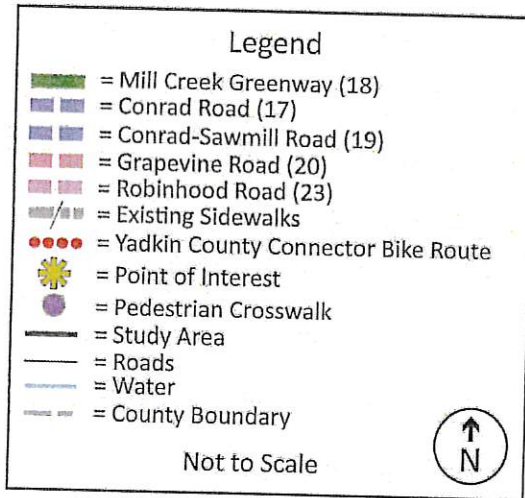 Legend
= Mill Creek Greenway (18)
= Conrad Road (17)
= Conrad-Sawmill Road (19)
= Grapevine Road (20)
= Robinhood Road (23)
= Existing Sidewalks
= Yadkin County Connector Bike Route
= Point of Interest
= Pedestrian Crosswalk
= Study Area
= Roads
= Water
= County Boundary
Not to Scale
N